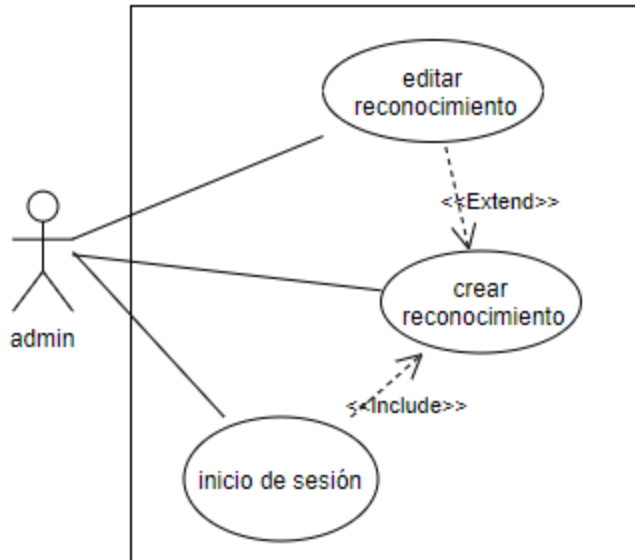 editar
reconocimiento
<<Extend>>
admin
crear
reconocimiento
<<Include>>
inicio de sesión